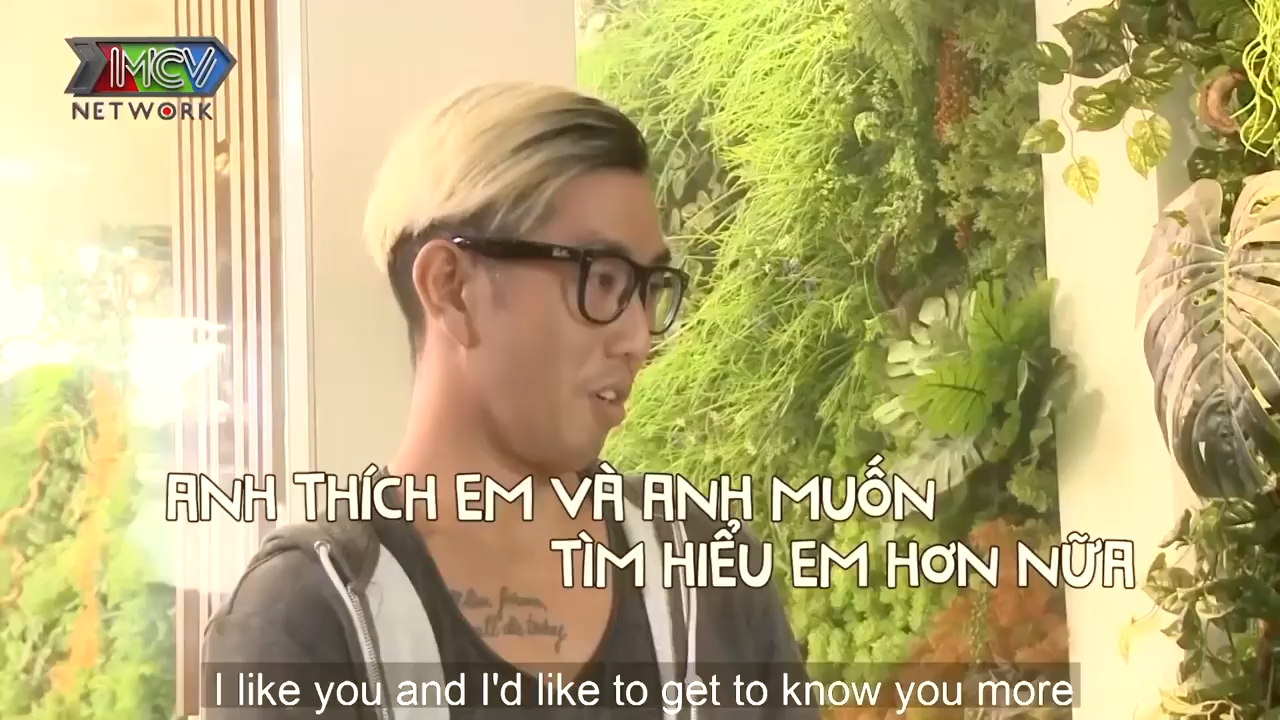 MCV
NETWORK
ANH THÍCH EM VÀ ANH MUỐN
TÌM HIỂU EM HƠN NỮA
I like you and I'd like to get to know you more